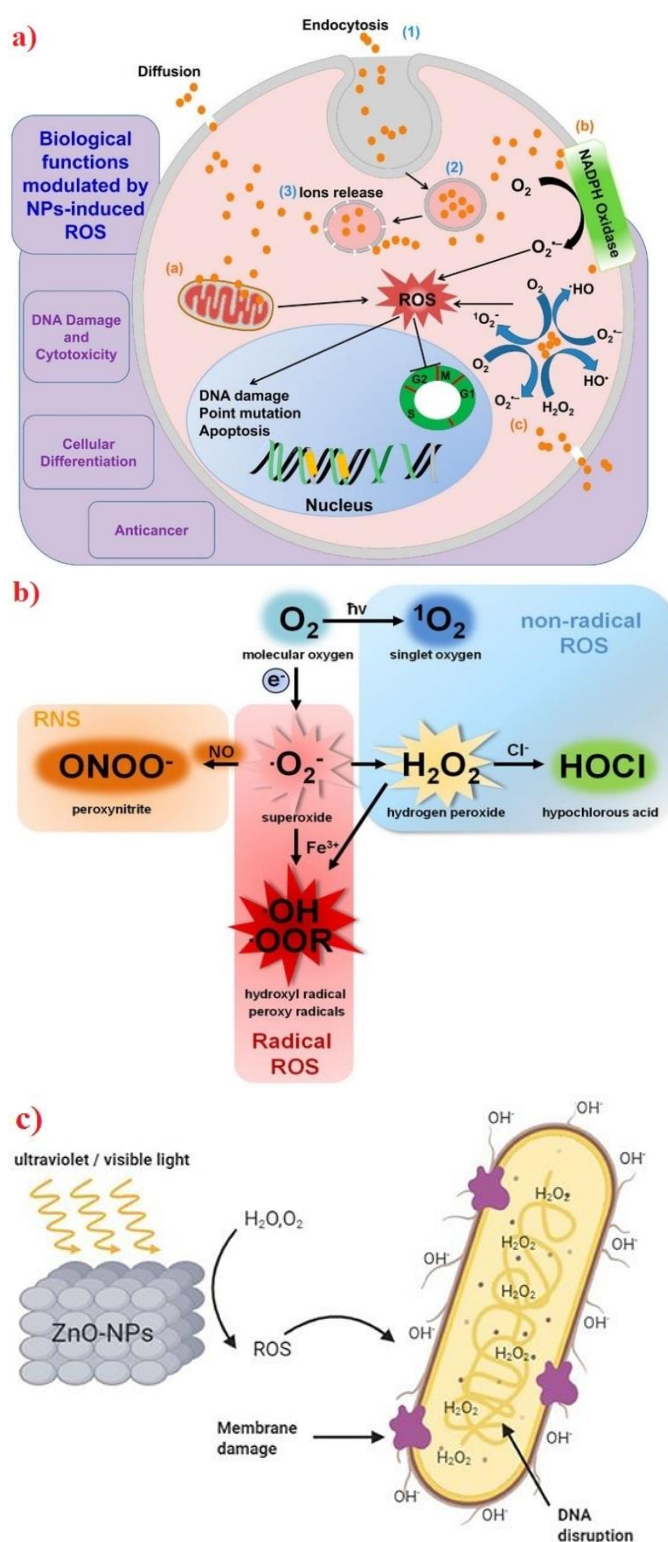 a)
Endocytosis
(1)
Diffusion
Biological
functions
modulated by
NPs-induced
ROS
(b)
NADPH Oxidase
O₂
(2)
(3) Ions release
O₂•–
(a)
ROS
O₂
·HO
¹O₂-
O₂•–
O₂
HO•
O₂•–
H₂O₂
(c)
DNA Damage
and
Cytotoxicity
G2
M
G1
S
DNA damage
Point mutation
Apoptosis
Cellular
Differentiation
Nucleus
Anticancer
b)
O₂
ħv
¹O₂
non-radical
ROS
molecular oxygen
singlet oxygen
e-
RNS
ONOO-
NO
·O₂-
H₂O₂
Cl-
HOCl
peroxynitrite
superoxide
hydrogen peroxide
hypochlorous acid
Fe³⁺
·OH
·OOR
hydroxyl radical
peroxy radicals
Radical
ROS
c)
ultraviolet / visible light
H₂O,O₂
ZnO-NPs
ROS
Membrane
damage
OH-
OH-
OH-
OH-
OH-
OH-
OH-
OH-
OH-
OH-
OH-
OH-
OH-
H₂O₂
H₂O₂
H₂O₂
H₂O₂
H₂O₂
H₂O₂
DNA
disruption